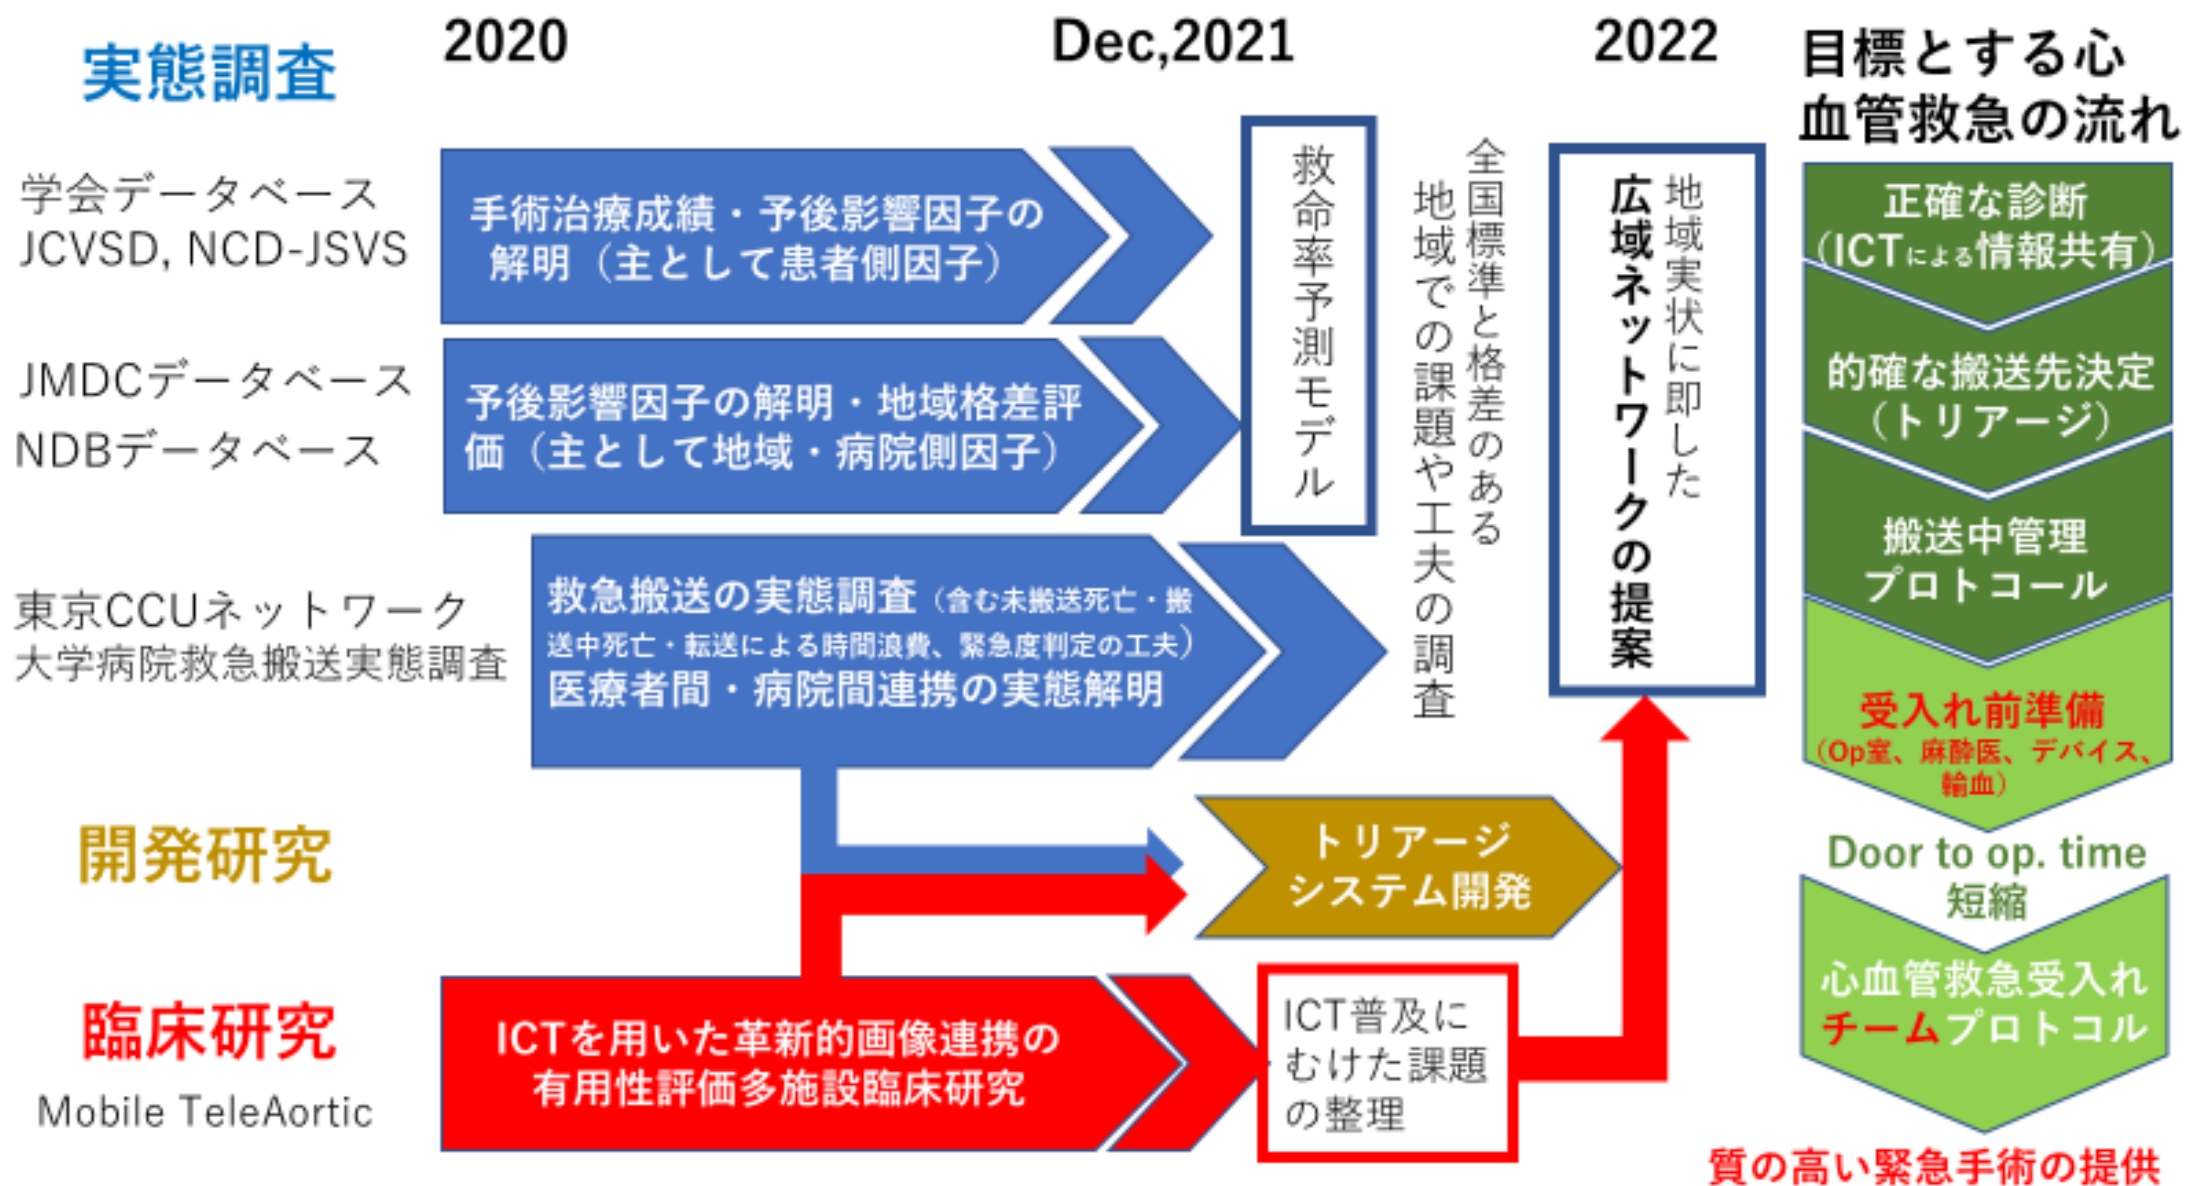 2020
Dec,2021
2022
実態調査
学会データベース
JCVSD, NCD-JSVS
手術治療成績・予後影響因子の
解明（主として患者側因子）
JMDCデータベース
NDBデータベース
予後影響因子の解明・地域格差評
価（主として地域・病院側因子）
東京CCUネットワーク
大学病院救急搬送実態調査
救急搬送の実態調査（含む未搬送死亡・搬
送中死亡・転送による時間浪費、緊急度判定の工夫）
医療者間・病院間連携の実態解明
救命率予測モデル
全国標準と格差のある
地域での課題や工夫の調査
地域実状に即した
広域ネットワークの提案
開発研究
トリアージ
システム開発
臨床研究
Mobile TeleAortic
ICTを用いた革新的画像連携の
有用性評価多施設臨床研究
ICT普及に
むけた課題
の整理
目標とする心
血管救急の流れ
正確な診断
（ICTによる情報共有）
的確な搬送先決定
（トリアージ）
搬送中管理
プロトコール
受入れ前準備
（Op室、麻酔医、デバイス、
輸血）
Door to op. time
短縮
心血管救急受入れ
チームプロトコル
質の高い緊急手術の提供